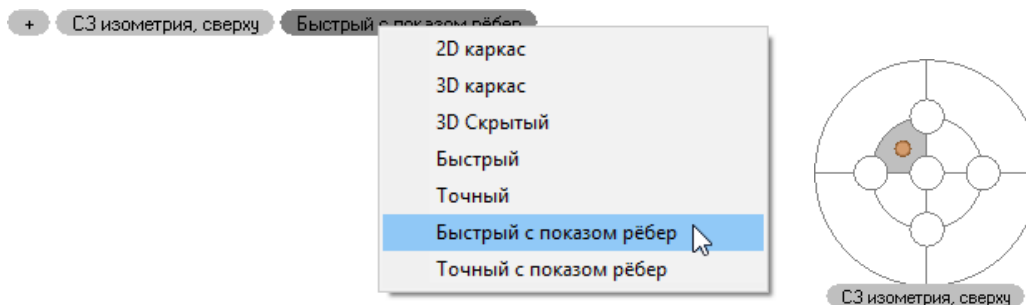 + СЗ изометрия, сверху Быстрый с показом рёбер
2D каркас
3D каркас
3D Скрытый
Быстрый
Точный
Быстрый с показом рёбер
Точный с показом рёбер
СЗ изометрия, сверху